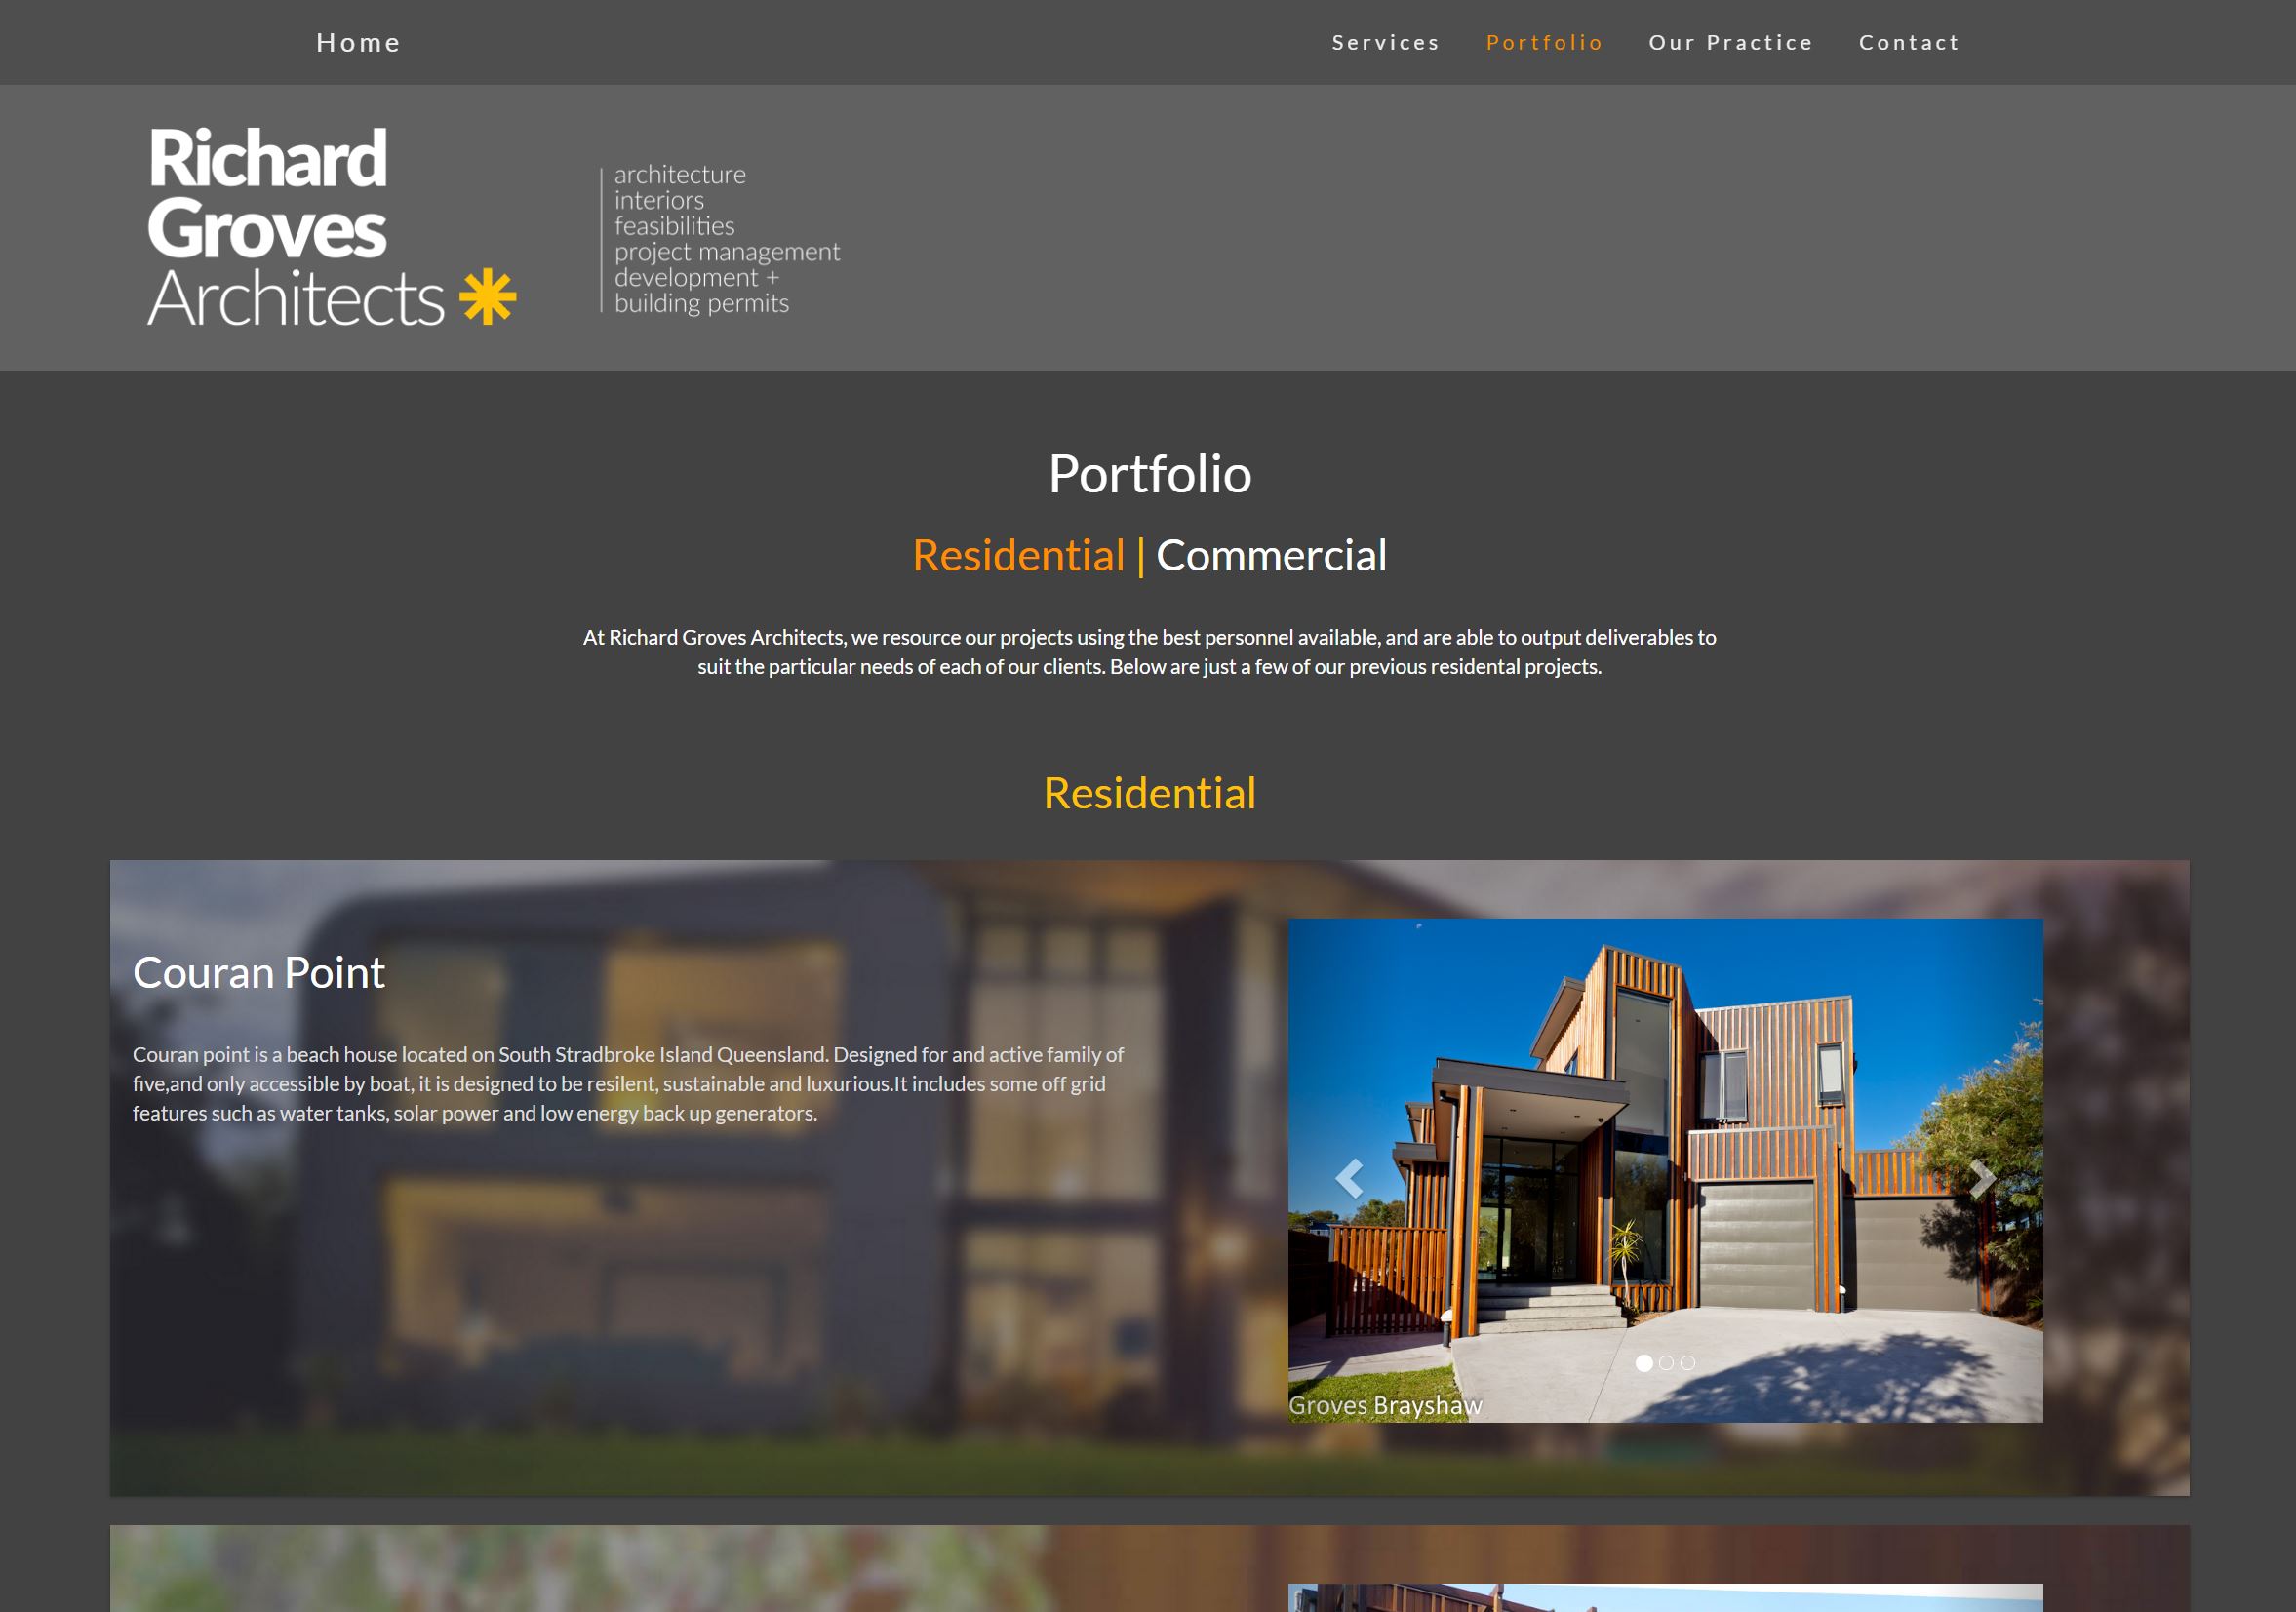 Home
Services
Portfolio
Our Practice
Contact
Richard
Groves
Architects
architecture
interiors
feasibilities
project management
development +
building permits
Portfolio
Residential | Commercial
At Richard Groves Architects, we resource our projects using the best personnel available, and are able to output deliverables to
suit the particular needs of each of our clients. Below are just a few of our previous residental projects.
Residential
Couran Point
Couran point is a beach house located on South Stradbroke Island Queensland. Designed for and active family of
five,and only accessible by boat, it is designed to be resilent, sustainable and luxurious.It includes some off grid
features such as water tanks, solar power and low energy back up generators.
Groves Brayshaw